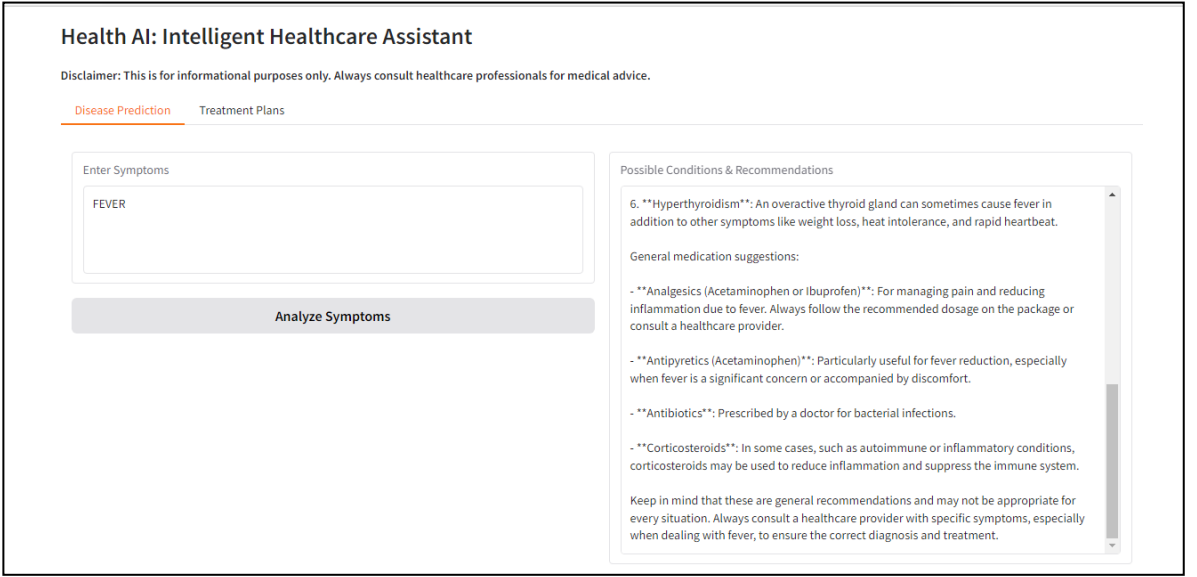 Health AI: Intelligent Healthcare Assistant
Disclaimer: This is for informational purposes only. Always consult healthcare professionals for medical advice.
Disease Prediction
Treatment Plans
Enter Symptoms
FEVER
Analyze Symptoms
Possible Conditions & Recommendations
6. **Hyperthyroidism**: An overactive thyroid gland can sometimes cause fever in
addition to other symptoms like weight loss, heat intolerance, and rapid heartbeat.
General medication suggestions:
- **Analgesics (Acetaminophen or Ibuprofen)**: For managing pain and reducing
inflammation due to fever. Always follow the recommended dosage on the package or
consult a healthcare provider.
- **Antipyretics (Acetaminophen)**: Particularly useful for fever reduction, especially
when fever is a significant concern or accompanied by discomfort.
- **Antibiotics**: Prescribed by a doctor for bacterial infections.
- **Corticosteroids**: In some cases, such as autoimmune or inflammatory conditions,
corticosteroids may be used to reduce inflammation and suppress the immune system.
Keep in mind that these are general recommendations and may not be appropriate for
every situation. Always consult a healthcare provider with specific symptoms, especially
when dealing with fever, to ensure the correct diagnosis and treatment.